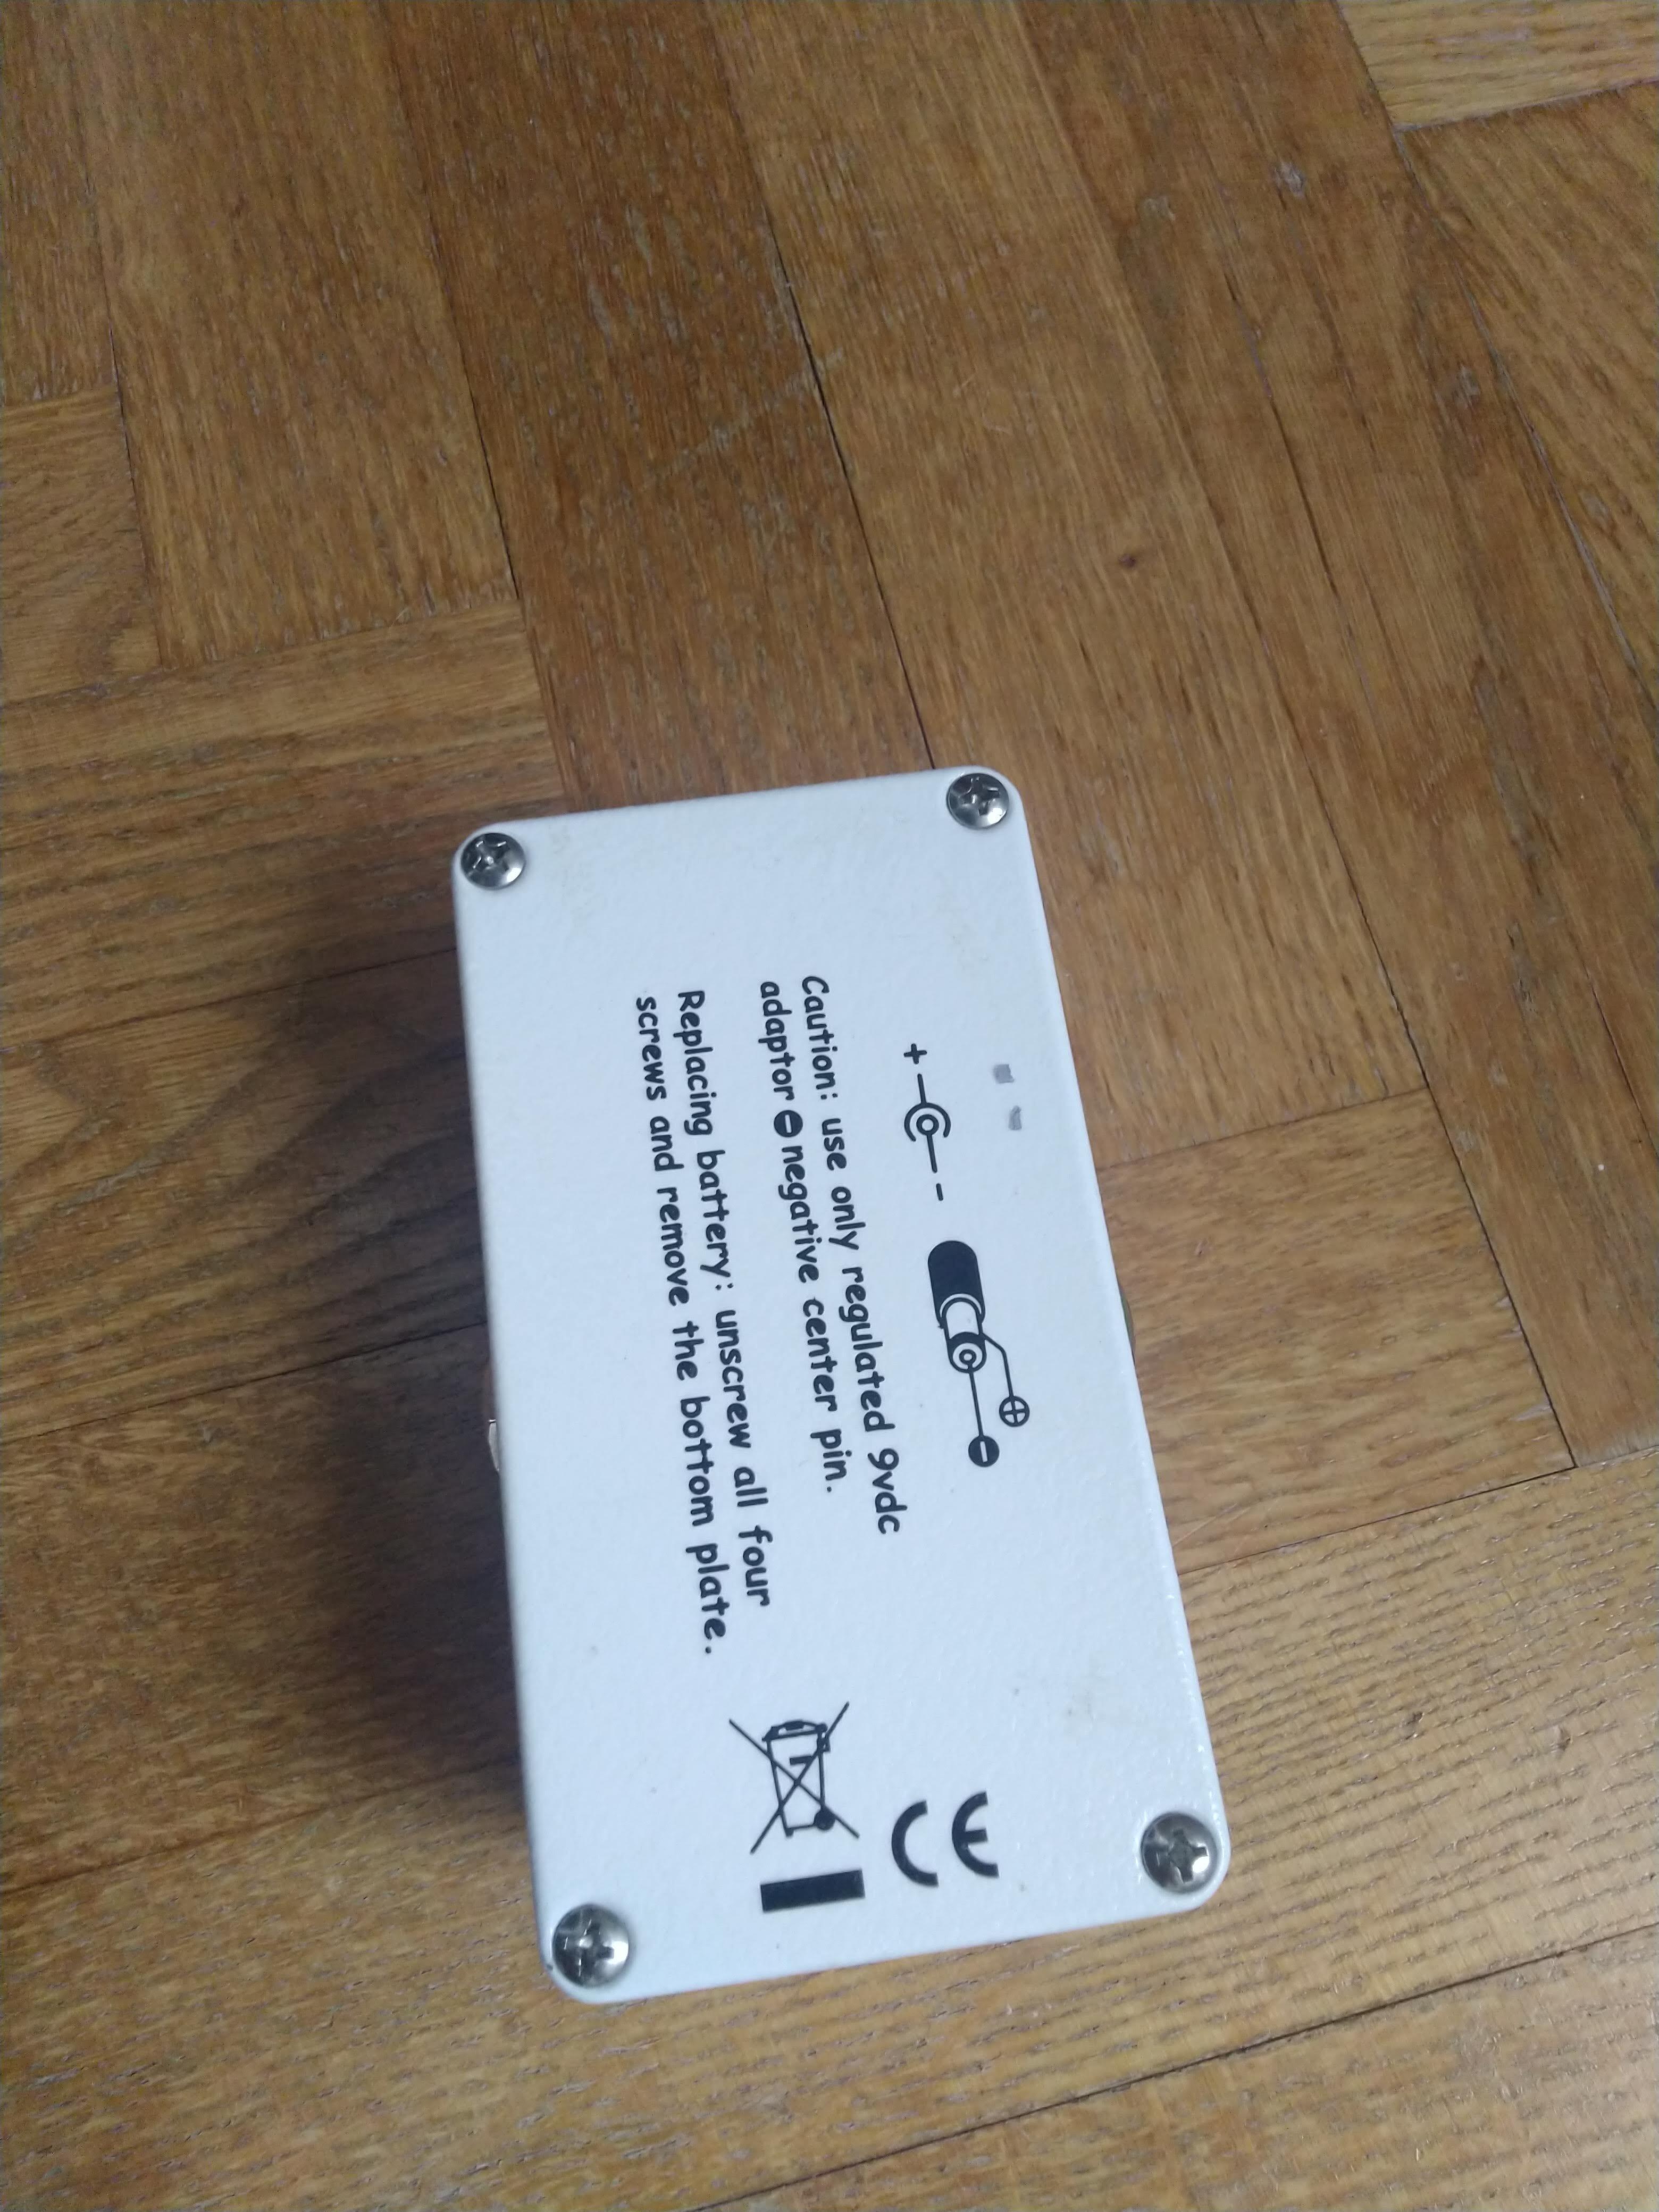 + -
Caution: use only regulated 9vdc
adaptor ⊖ negative center pin.
Replacing battery: unscrew all four
screws and remove the bottom plate.
CE